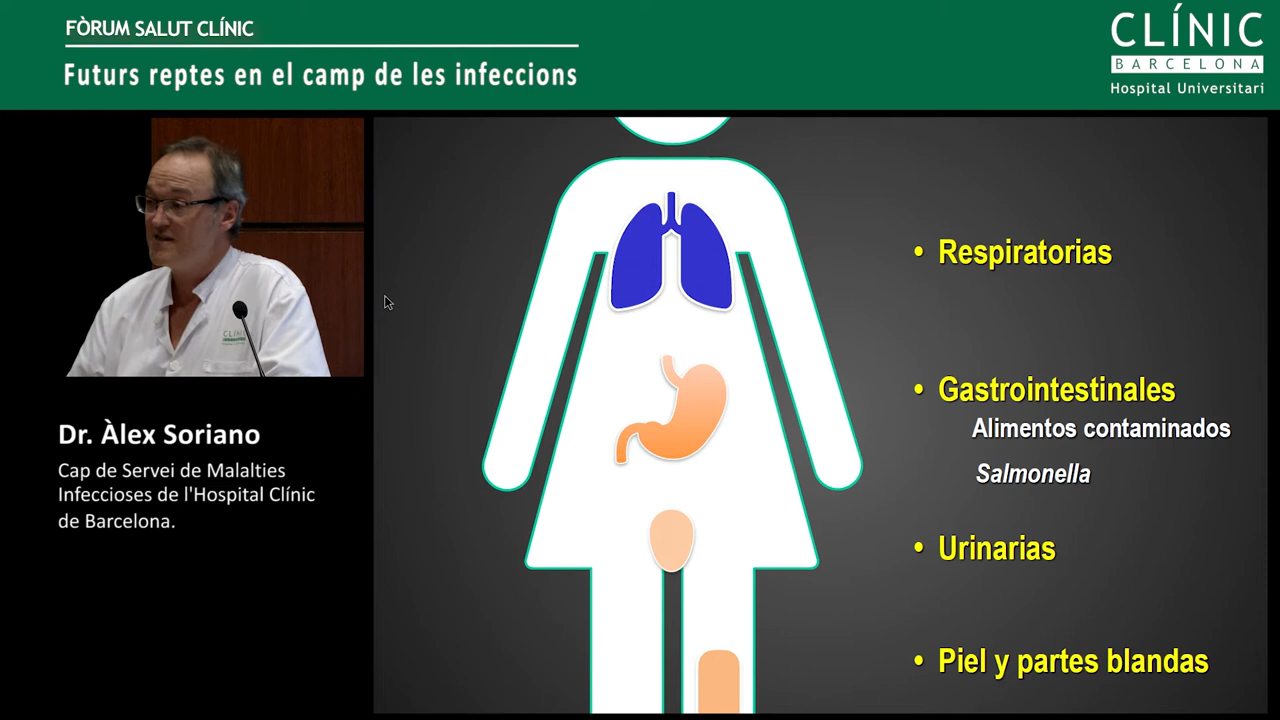 FÒRUM SALUT CLÍNIC
Futurs reptes en el camp de les infeccions
CLÍNIC
BARCELONA
Hospital Universitari
CLÍNIC
Dr. Àlex Soriano
Cap de Servei de Malalties
Infeccioses de l'Hospital Clínic
de Barcelona.
• Respiratorias
• Gastrointestinales
Alimentos contaminados
Salmonella
• Urinarias
• Piel y partes blandas